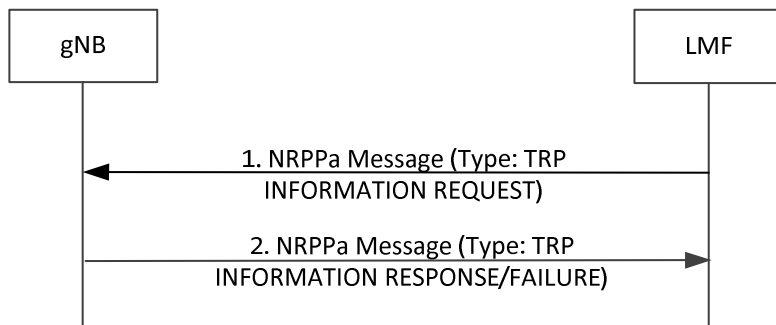 gNB
LMF
1. NRPPa Message (Type: TRP
INFORMATION REQUEST)
2. NRPPa Message (Type: TRP
INFORMATION RESPONSE/FAILURE)